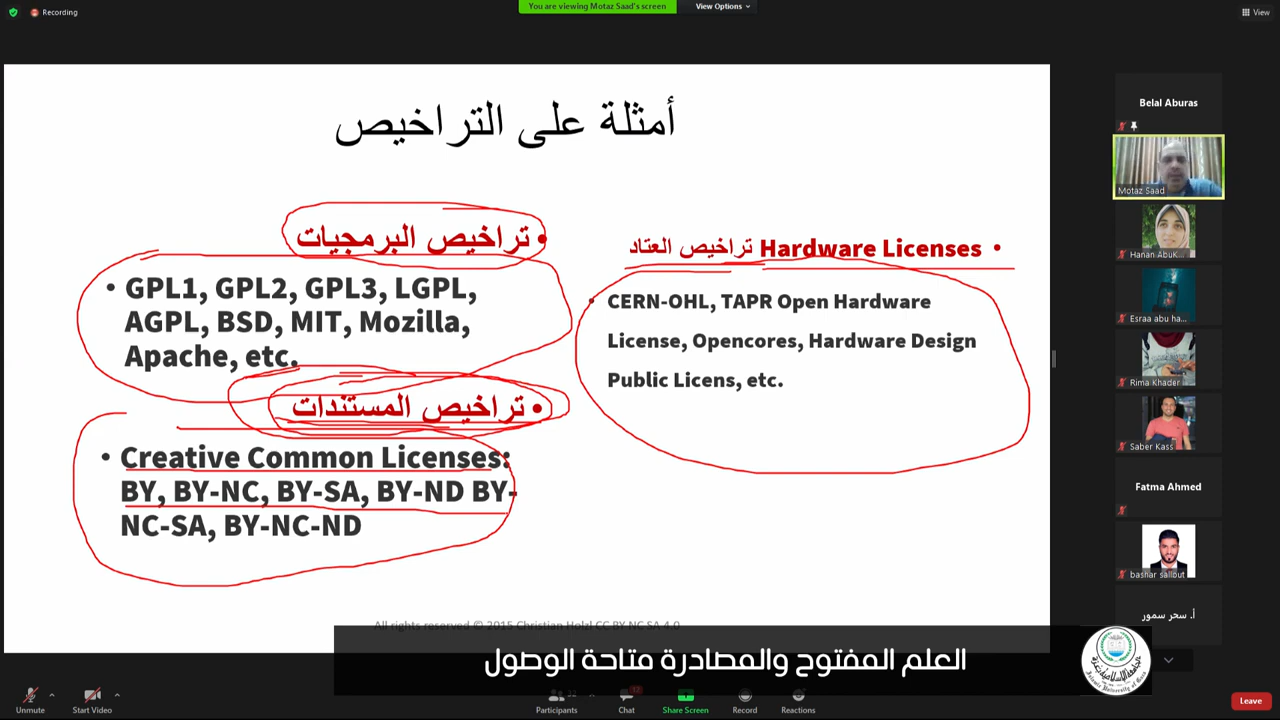 Recording
You are viewing Motaz Saad's screen
View Options
View
أمثلة على التراخيص
• تراخيص البرمجيات
• GPL1, GPL2, GPL3, LGPL,
AGPL, BSD, MIT, Mozilla,
Apache, etc.
• تراخيص المستندات
• Creative Common Licenses:
BY, BY-NC, BY-SA, BY-ND BY-
NC-SA, BY-NC-ND
• Hardware Licenses تراخيص العتاد
• CERN-OHL, TAPR Open Hardware
License, Opencores, Hardware Design
Public Licens, etc.
All rights reserved © 2015 Christian Holzl CC BY NC SA 4.0
العلم المفتوح والمصادرة متاحة الوصول
Belal Aburas
Motaz Saad
Hanan AbuK...
Esraa abu ha...
Rima Khader
Saber Kass
Fatma Ahmed
bashar sallout
أ. سحر سمور
Unmute
Start Video
Participants
Chat
Share Screen
Record
Reactions
Leave